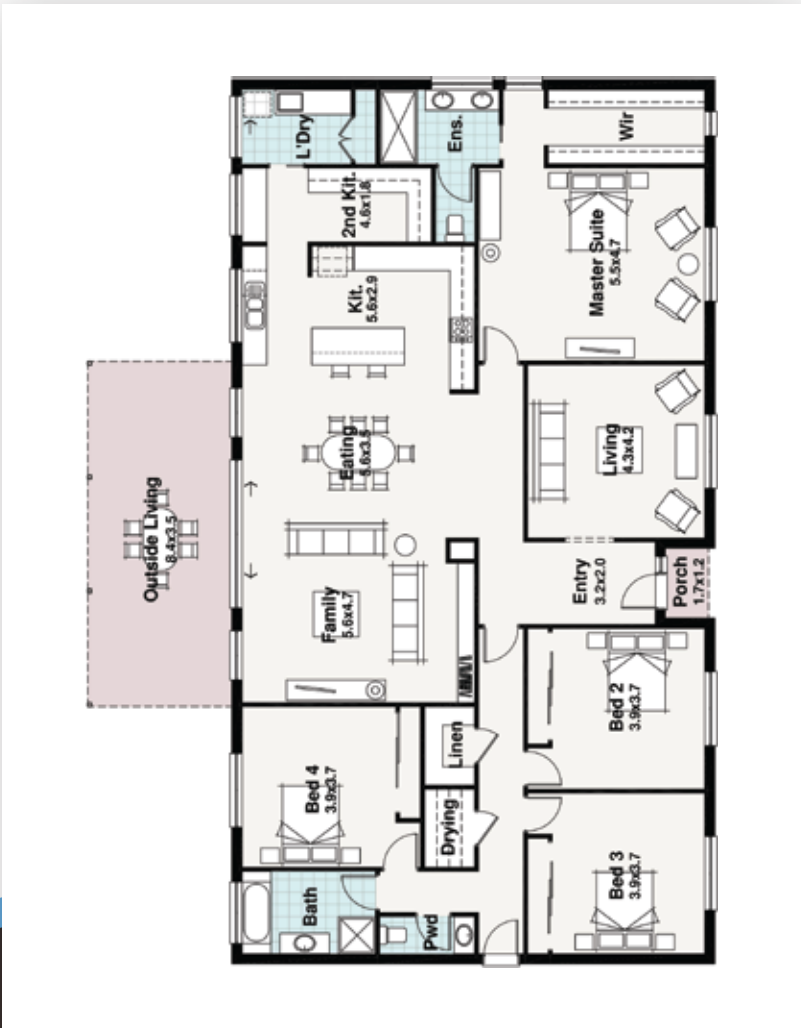 L'Dry
Ens.
Wir
2nd Kit.
4.6x1.8
Master Suite
5.5x4.7
Kit.
5.6x2.9
Eating
5.6x3.5
Living
4.3x4.2
Outside Living
8.4x3.5
Family
5.6x4.7
Entry
3.2x2.0
Porch
1.7x1.2
Bed 2
3.9x3.7
Linen
Bed 4
3.9x3.7
Drying
Bed 3
3.9x3.7
Bath
Pwd